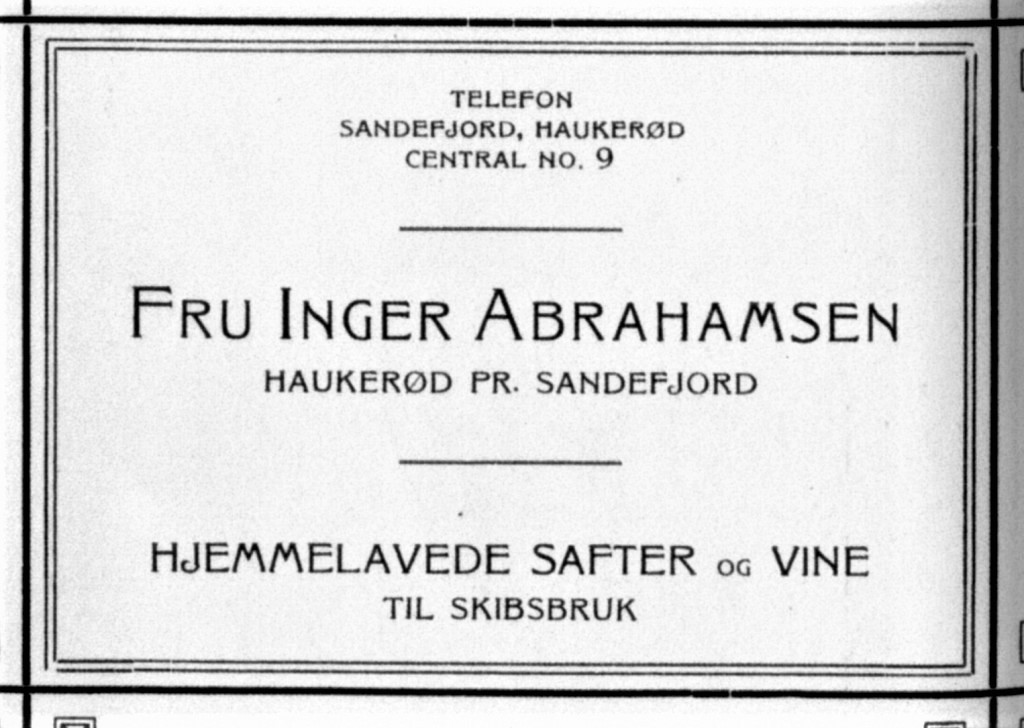 TELEFON
SANDEFJORD, HAUKERØD
CENTRAL NO. 9
FRU INGER ABRAHAMSEN
HAUKERØD PR. SANDEFJORD
HJEMMELAVEDE SAFTER OG VINE
TIL SKIBSBRUK